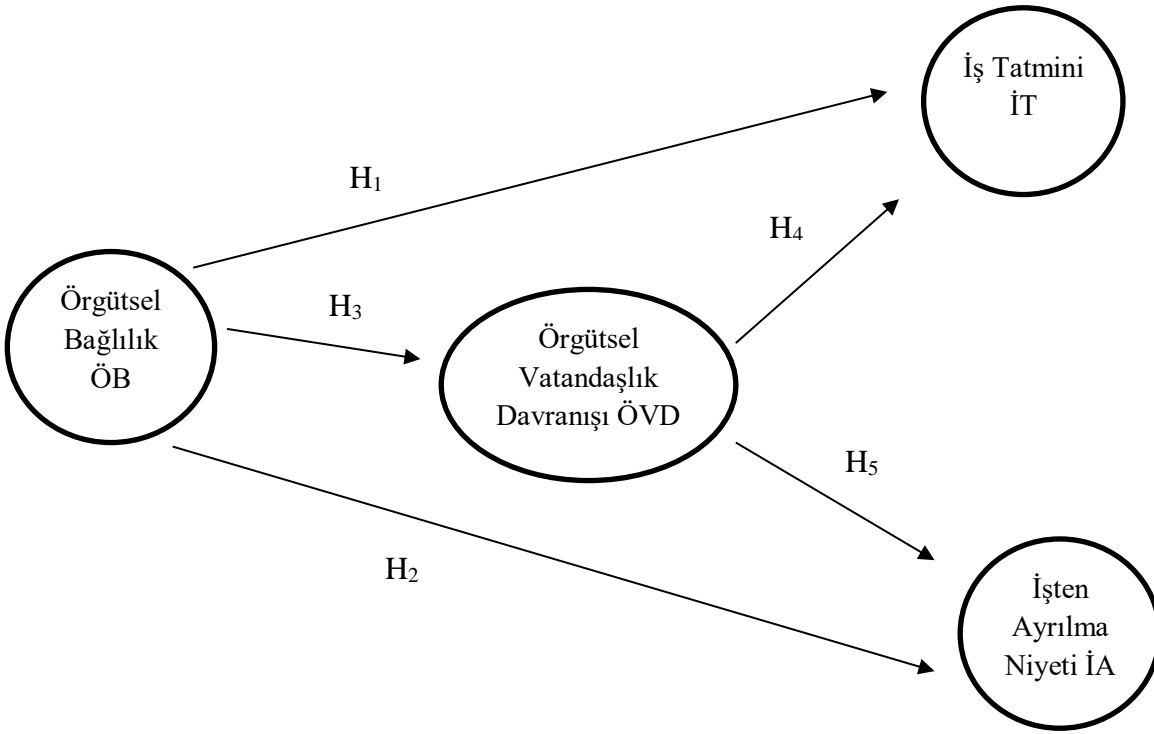 İş Tatmini
İT
H₁
H₄
Örgütsel
Bağlılık
ÖB
H₃
Örgütsel
Vatandaşlık
Davranışı ÖVD
H₅
H₂
İşten
Ayrılma
Niyeti İA